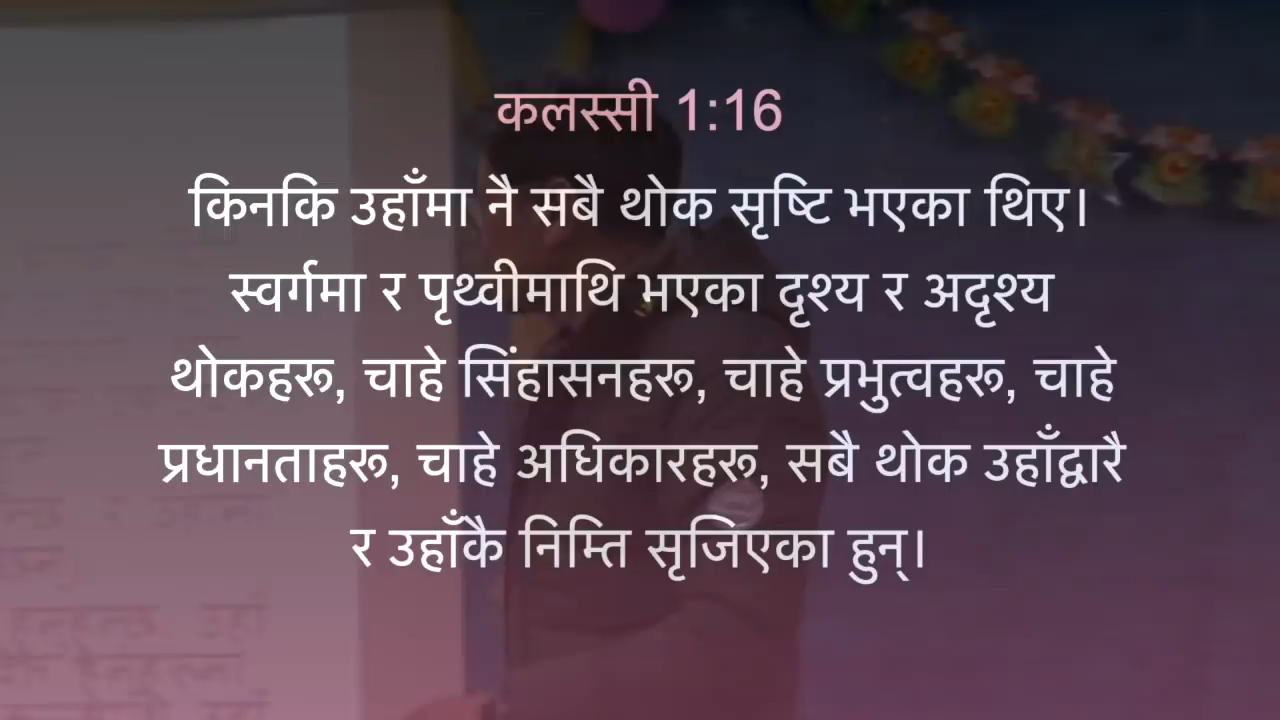 कलस्सी 1:16
किनकि उहाँमा नै सबै थोक सृष्टि भएका थिए।
स्वर्गमा र पृथ्वीमाथि भएका दृश्य र अदृश्य
थोकहरू, चाहे सिंहासनहरू, चाहे प्रभुत्वहरू, चाहे
प्रधानताहरू, चाहे अधिकारहरू, सबै थोक उहाँद्वारै
र उहाँकै निम्ति सृजिएका हुन्।